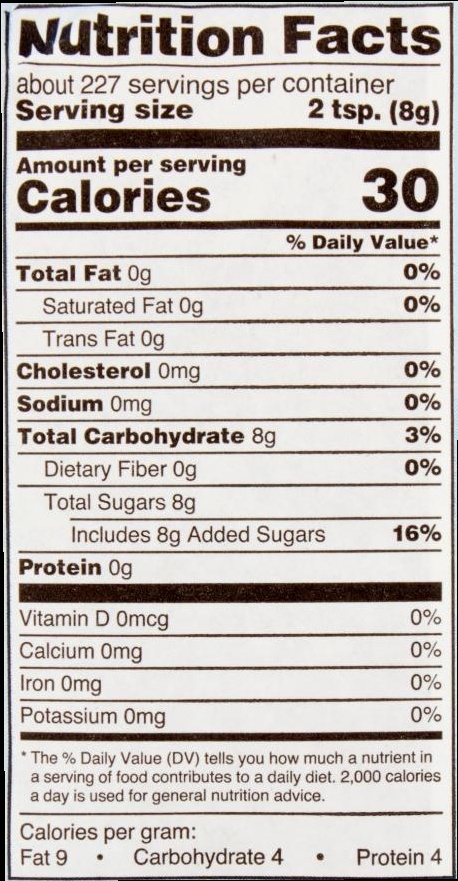 Nutrition Facts
about 227 servings per container
Serving size 2 tsp. (8g)
Amount per serving
Calories 30
% Daily Value*
Total Fat 0g 0%
Saturated Fat 0g 0%
Trans Fat 0g
Cholesterol 0mg 0%
Sodium 0mg 0%
Total Carbohydrate 8g 3%
Dietary Fiber 0g 0%
Total Sugars 8g
Includes 8g Added Sugars 16%
Protein 0g
Vitamin D 0mcg 0%
Calcium 0mg 0%
Iron 0mg 0%
Potassium 0mg 0%
* The % Daily Value (DV) tells you how much a nutrient in
a serving of food contributes to a daily diet. 2,000 calories
a day is used for general nutrition advice.
Calories per gram:
Fat 9 • Carbohydrate 4 • Protein 4